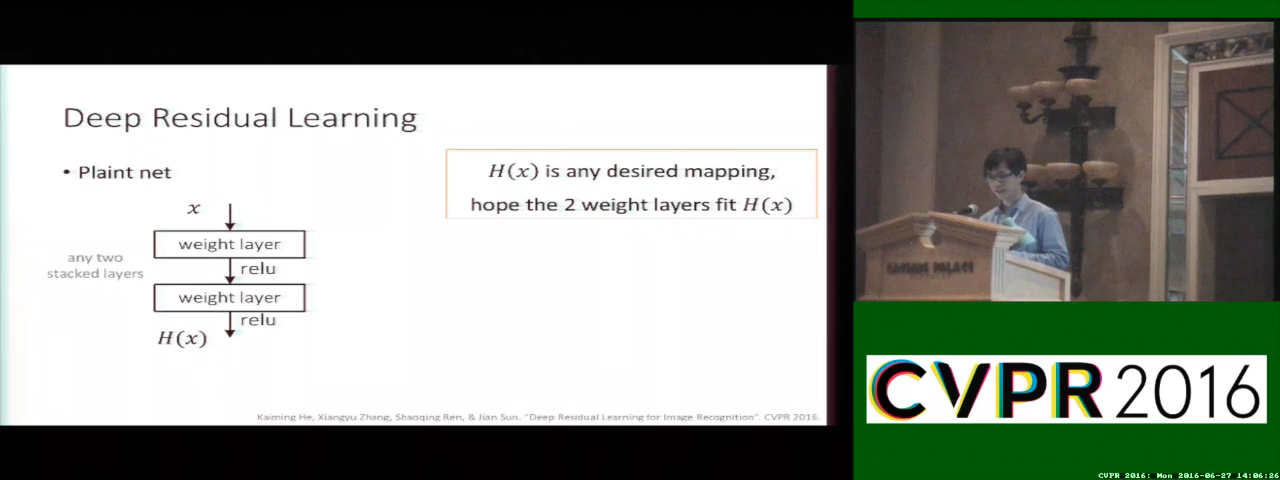 Deep Residual Learning
• Plaint net
H(x) is any desired mapping,
hope the 2 weight layers fit H(x)
x
weight layer
any two
stacked layers
relu
weight layer
relu
H(x)
Kaiming He, Xiangyu Zhang, Shaoqing Ren, & Jian Sun. "Deep Residual Learning for Image Recognition". CVPR 2016.
CAESARS PALACE
CVPR 2016
CVPR 2016: Mon 2016-06-27 14:06:26